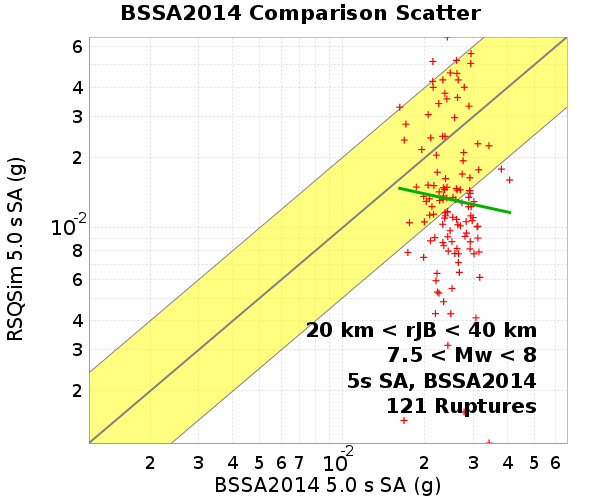 BSSA2014 Comparison Scatter
RSQSim 5.0 s SA (g)
6
4
3
2
10-2
8
6
4
3
2
20 km < rJB < 40 km
7.5 < Mw < 8
5s SA, BSSA2014
121 Ruptures
2 3 4 5 6 7 10-2 2 3 4 5 6
BSSA2014 5.0 s SA (g)